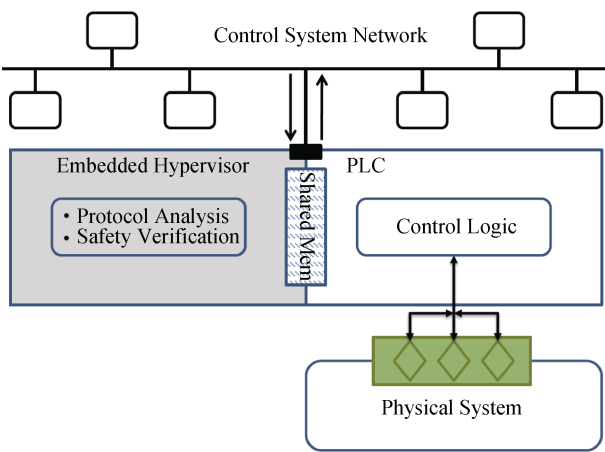 Control System Network
Embedded Hypervisor
PLC
• Protocol Analysis
• Safety Verification
Shared Mem
Control Logic
Physical System